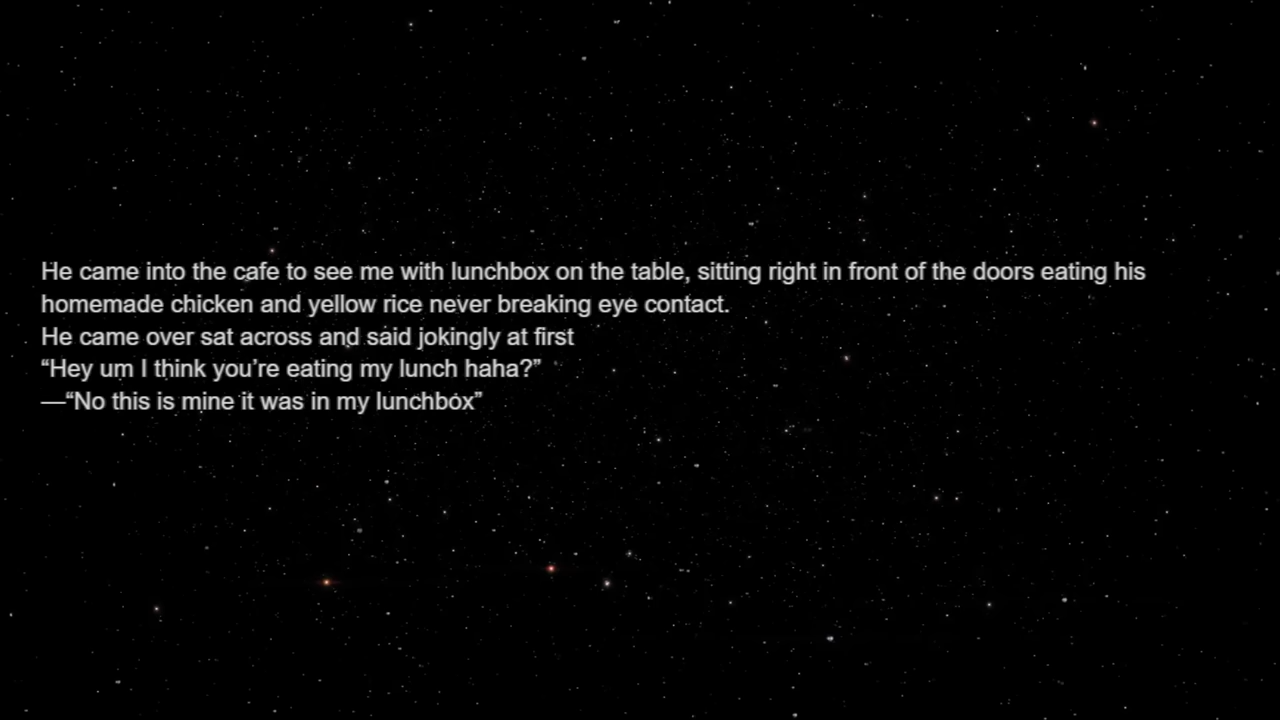 He came into the cafe to see me with lunchbox on the table, sitting right in front of the doors eating his
homemade chicken and yellow rice never breaking eye contact.
He came over sat across and said jokingly at first
“Hey um I think you’re eating my lunch haha?”
—“No this is mine it was in my lunchbox”